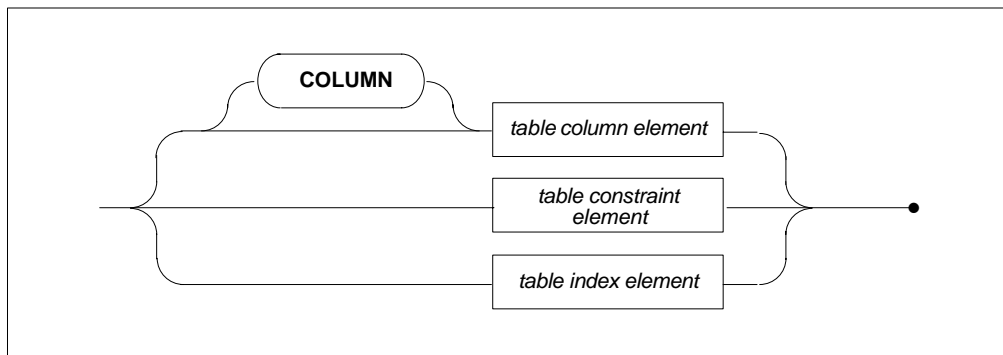 COLUMN
table column element
table constraint
element
table index element